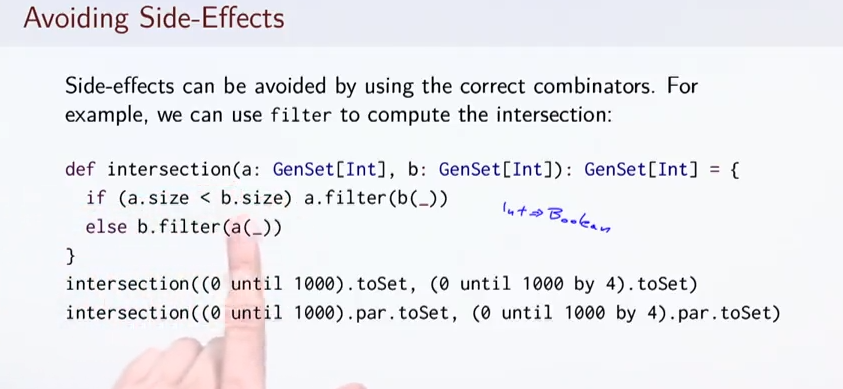 Avoiding Side-Effects
Side-effects can be avoided by using the correct combinators. For
example, we can use filter to compute the intersection:
def intersection(a: GenSet[Int], b: GenSet[Int]): GenSet[Int] = {
if (a.size < b.size) a.filter(b(_))
Int => Boolean
else b.filter(a(_))
}
intersection((0 until 1000).toSet, (0 until 1000 by 4).toSet)
intersection((0 until 1000).par.toSet, (0 until 1000 by 4).par.toSet)